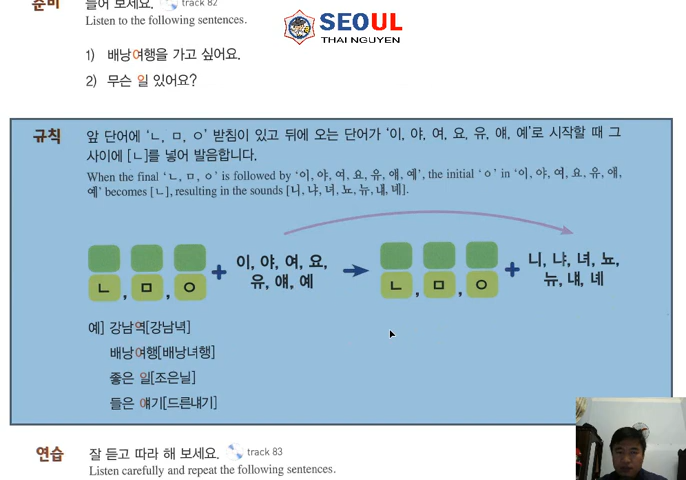 준비 들어 보세요. track 82
Listen to the following sentences.
SEOUL
THAI NGUYEN
1) 배낭여행을 가고 싶어요.
2) 무슨 일 있어요?
규칙 앞 단어에 ‘ㄴ, ㅁ, ㅇ’ 받침이 있고 뒤에 오는 단어가 ‘이, 야, 여, 요, 유, 얘, 예’로 시작할 때 그
사이에 [ㄴ]를 넣어 발음합니다.
When the final ‘ㄴ, ㅁ, ㅇ’ is followed by ‘이, 야, 여, 요, 유, 얘, 예’, the initial ‘ㅇ’ in ‘이, 야, 여, 요, 유, 얘,
예’ becomes [ㄴ], resulting in the sounds [니, 냐, 녀, 뇨, 뉴, 냬, 녜].
ㄴ , ㅁ , ㅇ + 이, 야, 여, 요, 유, 얘, 예 → ㄴ , ㅁ , ㅇ + 니, 냐, 녀, 뇨, 뉴, 냬, 녜
예] 강남역[강남녁]
배낭여행[배낭녀행]
좋은 일[조은닐]
들은 얘기[드른냬기]
연습 잘 듣고 따라 해 보세요. track 83
Listen carefully and repeat the following sentences.